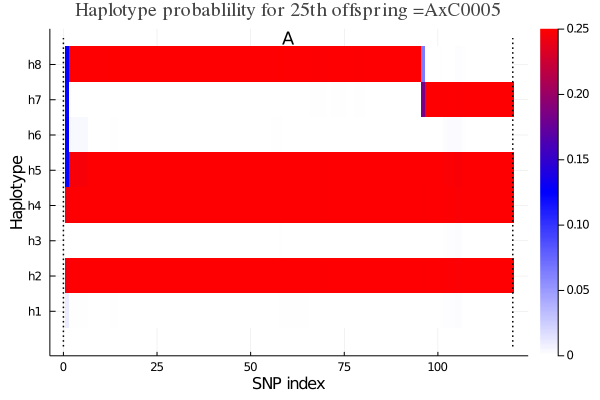 Haplotype probablility for 25th offspring =AxC0005
A
0.25
0.20
0.15
0.10
0.05
0
Haplotype
h8
h7
h6
h5
h4
h3
h2
h1
0
25
50
75
100
SNP index